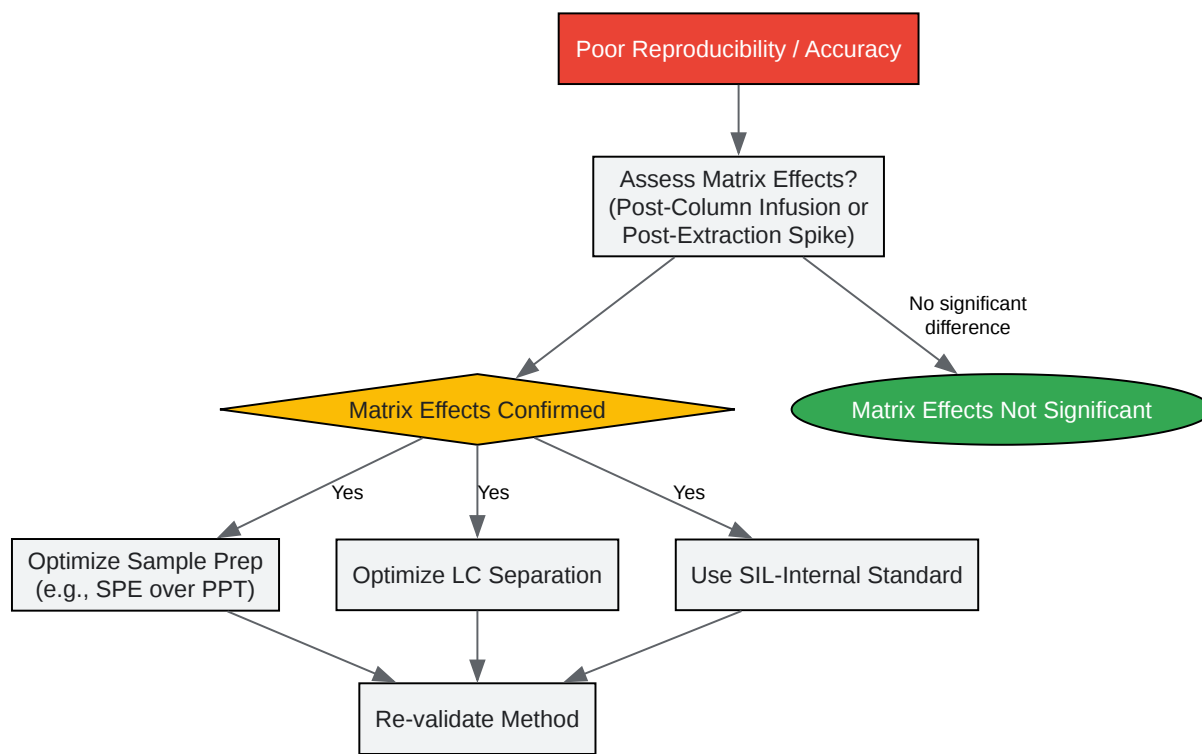 Poor Reproducibility / Accuracy
Assess Matrix Effects?
(Post-Column Infusion or
Post-Extraction Spike)
No significant
difference
Matrix Effects Confirmed
Matrix Effects Not Significant
Yes
Yes
Yes
Optimize Sample Prep
(e.g., SPE over PPT)
Optimize LC Separation
Use SIL-Internal Standard
Re-validate Method